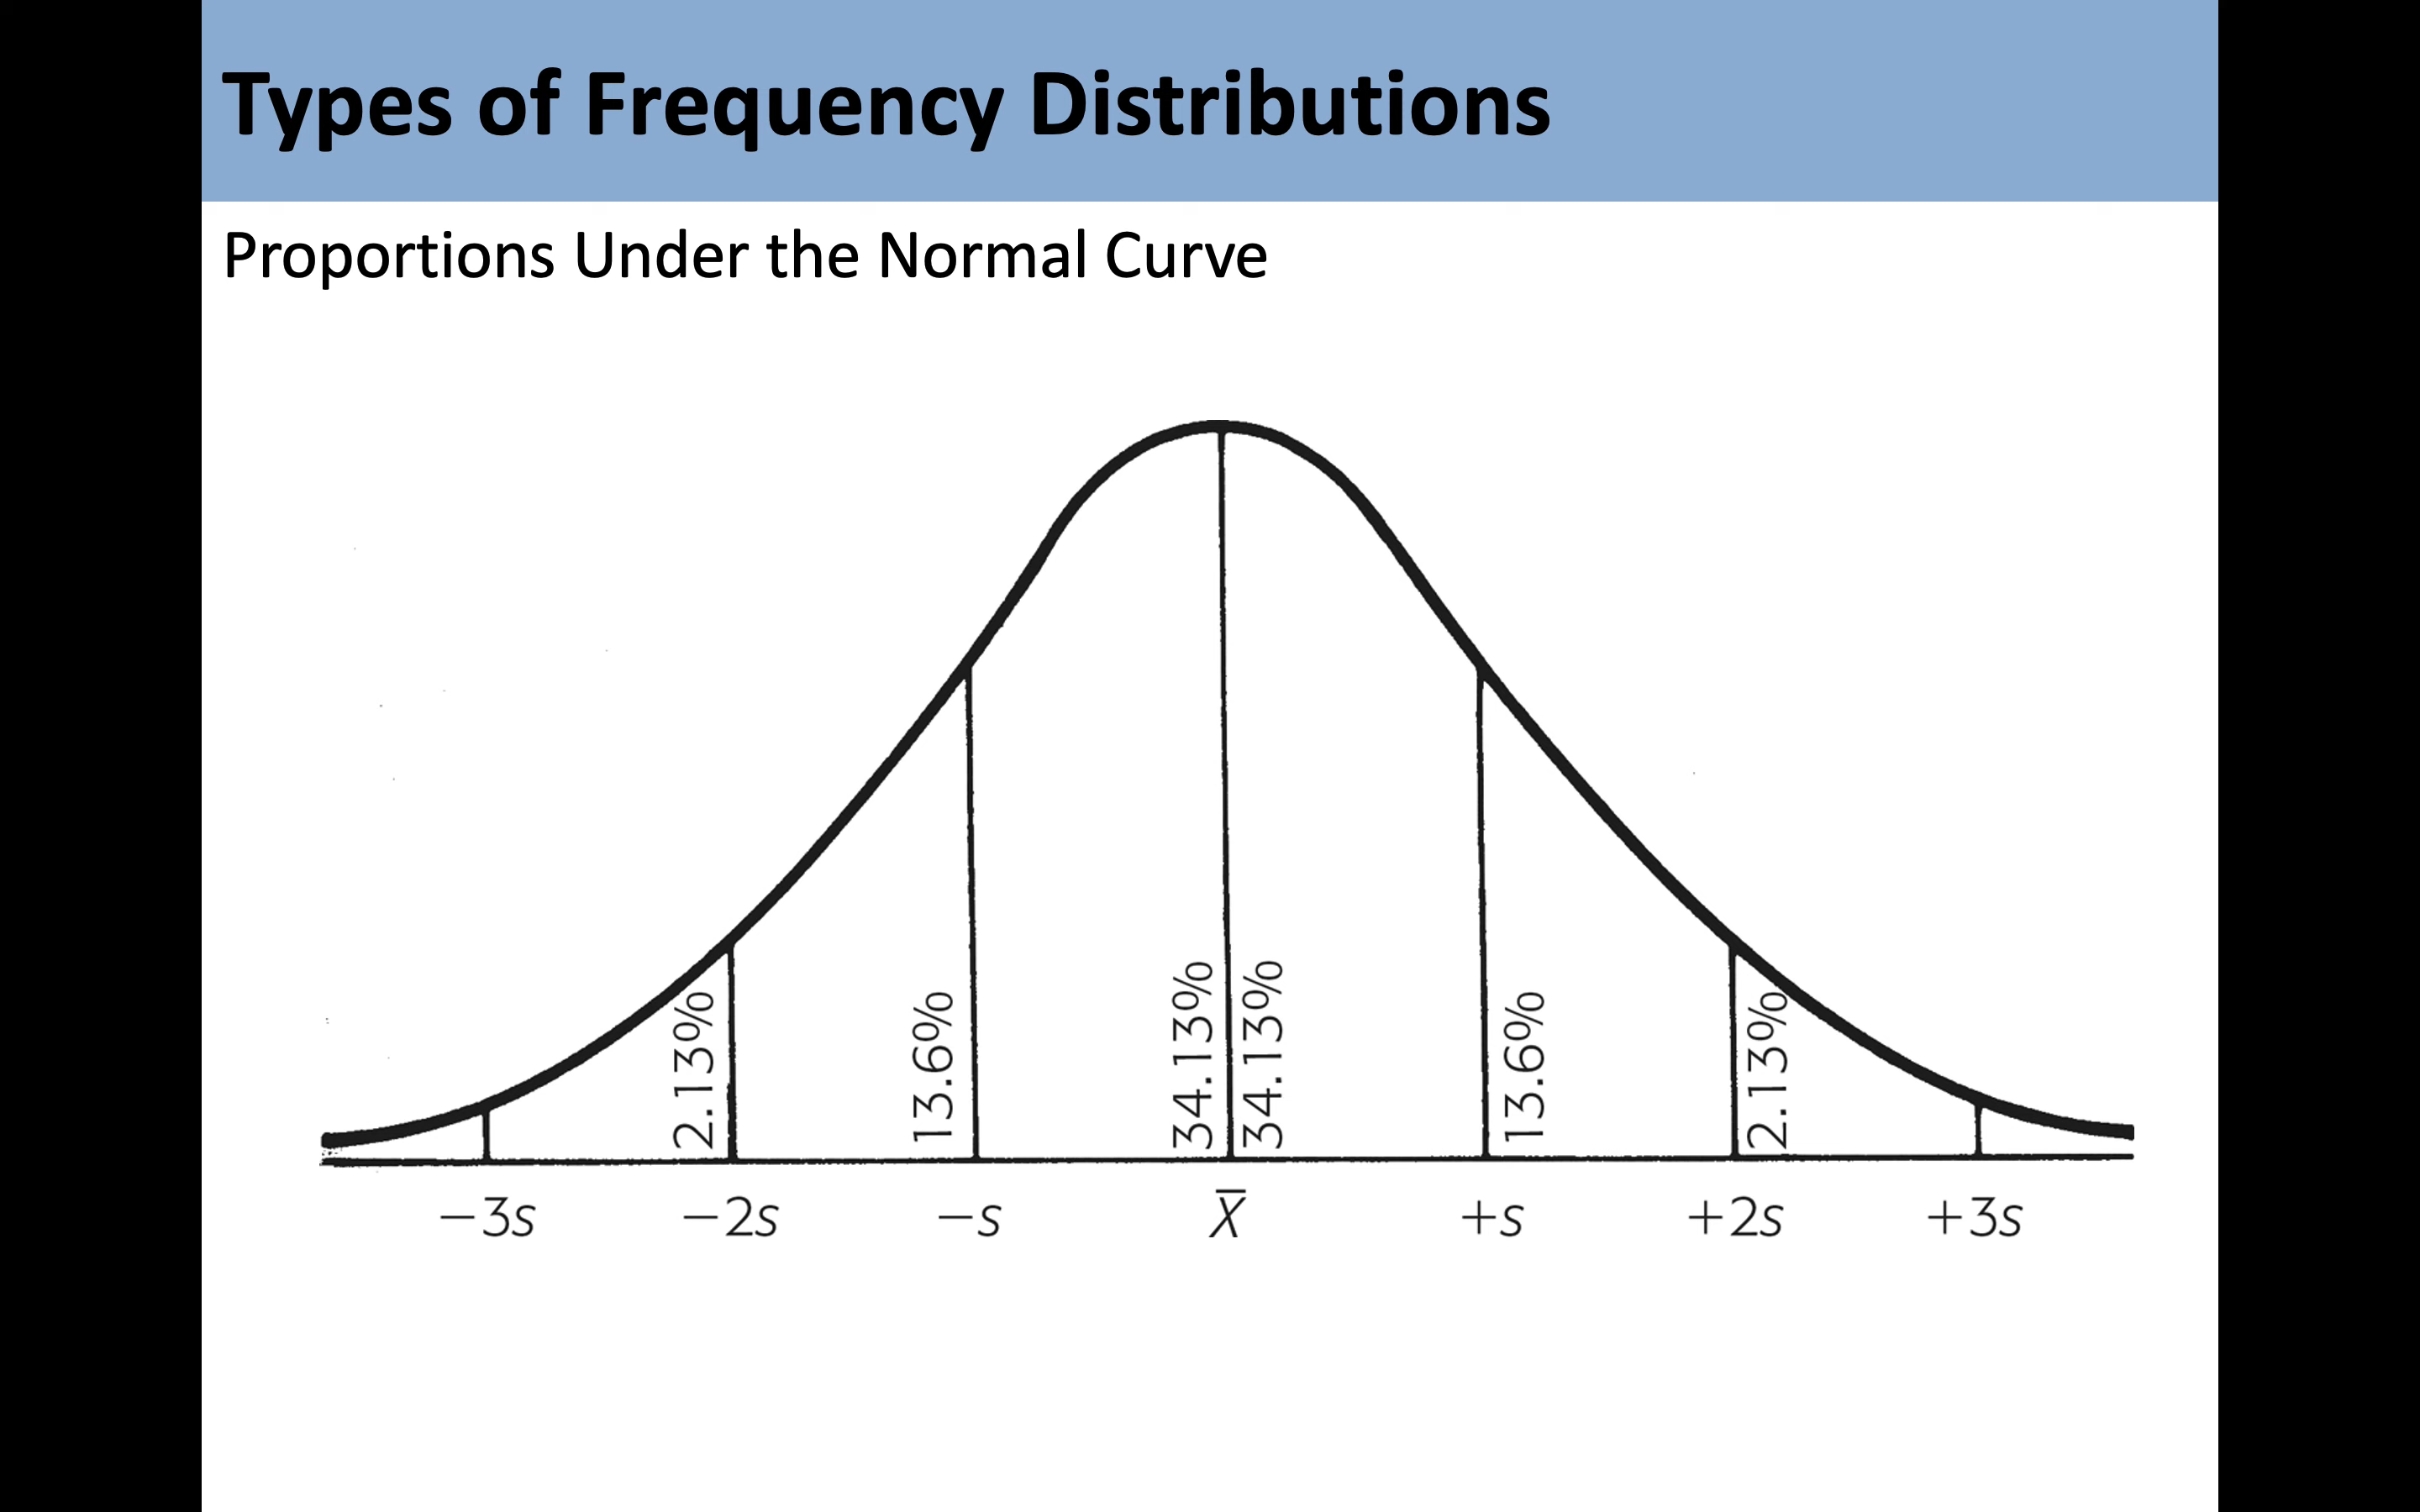 Types of Frequency Distributions
Proportions Under the Normal Curve
2.13%
13.6%
34.13%
34.13%
13.6%
2.13%
−3s −2s −s X̅ +s +2s +3s